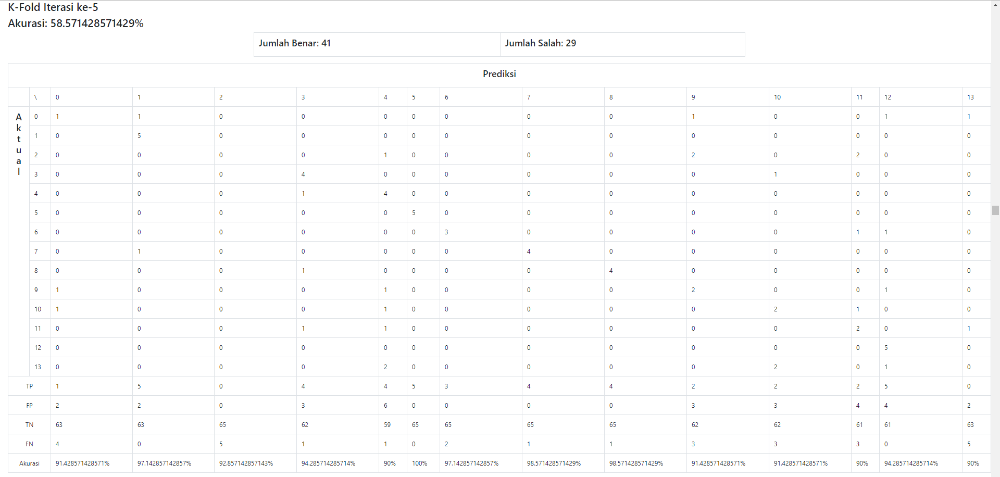 K-Fold Iterasi ke-5
Akurasi: 58.571428571429%
Jumlah Benar: 41 Jumlah Salah: 29
Prediksi
\ 0 1 2 3 4 5 6 7 8 9 10 11 12 13
Aktual
0 1 1 0 0 0 0 0 0 0 1 0 0 1 1
1 0 5 0 0 0 0 0 0 0 0 0 0 0 0
2 0 0 0 0 1 0 0 0 0 2 0 2 0 0
3 0 0 0 4 0 0 0 0 0 0 1 0 0 0
4 0 0 0 1 4 0 0 0 0 0 0 0 0 0
5 0 0 0 0 0 5 0 0 0 0 0 0 0 0
6 0 0 0 0 0 0 3 0 0 0 0 1 1 0
7 0 1 0 0 0 0 0 4 0 0 0 0 0 0
8 0 0 0 1 0 0 0 0 4 0 0 0 0 0
9 1 0 0 0 1 0 0 0 0 2 0 0 1 0
10 1 0 0 0 1 0 0 0 0 0 2 1 0 0
11 0 0 0 1 1 0 0 0 0 0 0 2 0 1
12 0 0 0 0 0 0 0 0 0 0 0 0 5 0
13 0 0 0 0 2 0 0 0 0 0 2 0 1 0
TP 1 5 0 4 4 5 3 4 4 2 2 2 5 0
FP 2 2 0 3 6 0 0 0 0 3 3 4 4 2
TN 63 63 65 62 59 65 65 65 65 62 62 61 61 63
FN 4 0 5 1 1 0 2 1 1 3 3 3 0 5
Akurasi 91.428571428571% 97.142857142857% 92.857142857143% 94.285714285714% 90% 100% 97.142857142857% 98.571428571429% 98.571428571429% 91.428571428571% 91.428571428571% 90% 94.285714285714% 90%